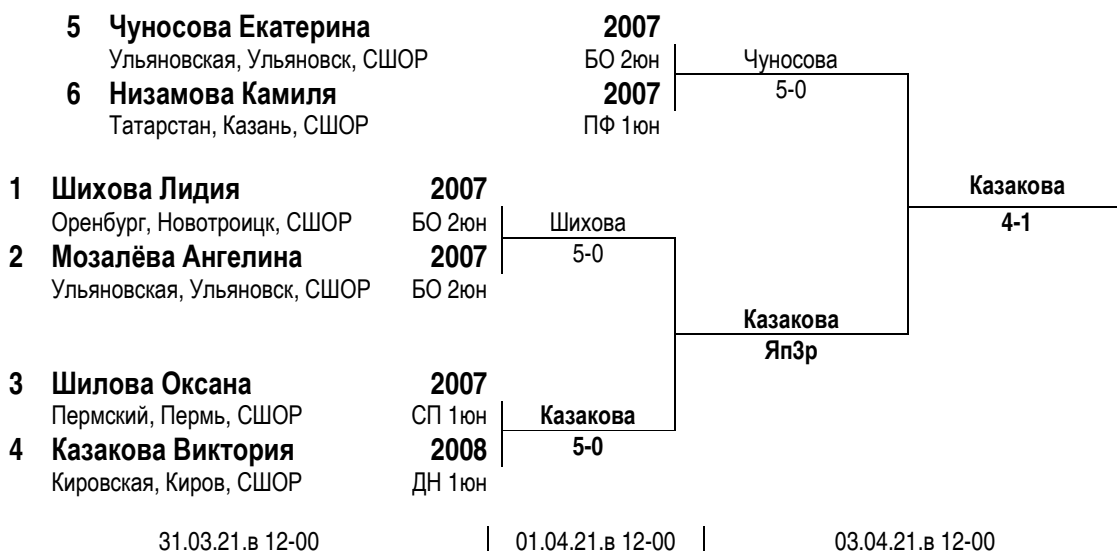 5 Чуносова Екатерина 2007
Ульяновская, Ульяновск, СШОР БО 2юн Чуносова
6 Низамова Камиля 2007 5-0
Татарстан, Казань, СШОР ПФ 1юн
1 Шихова Лидия 2007 Казакова
Оренбург, Новотроицк, СШОР БО 2юн Шихова 4-1
2 Мозалёва Ангелина 2007 5-0
Ульяновская, Ульяновск, СШОР БО 2юн
Казакова
Яп3р
3 Шилова Оксана 2007
Пермский, Пермь, СШОР СП 1юн Казакова
4 Казакова Виктория 2008 5-0
Кировская, Киров, СШОР ДН 1юн
31.03.21.в 12-00 01.04.21.в 12-00 03.04.21.в 12-00